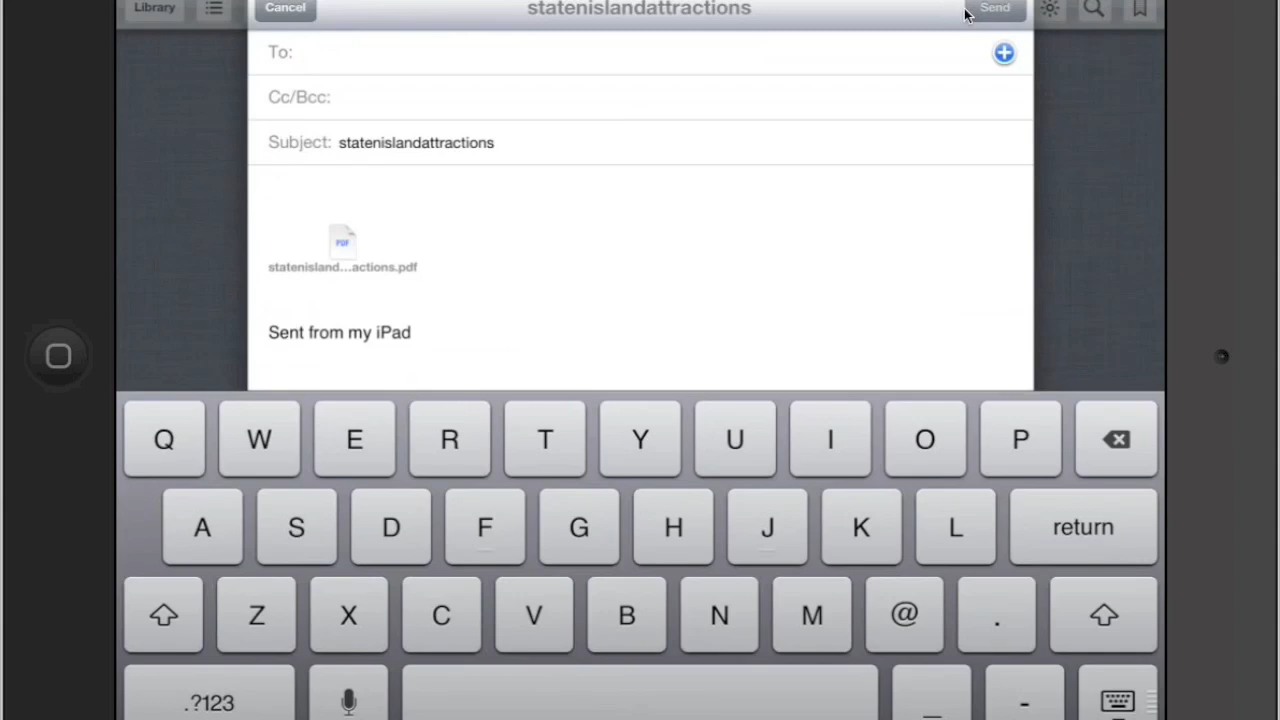 Library
Cancel
statenislandattractions
Send
To:
Cc/Bcc:
Subject: statenislandattractions
PDF
statenisland...actions.pdf
Sent from my iPad
Q W E R T Y U I O P
A S D F G H J K L return
Z X C V B N M @ .
.?123 _ -